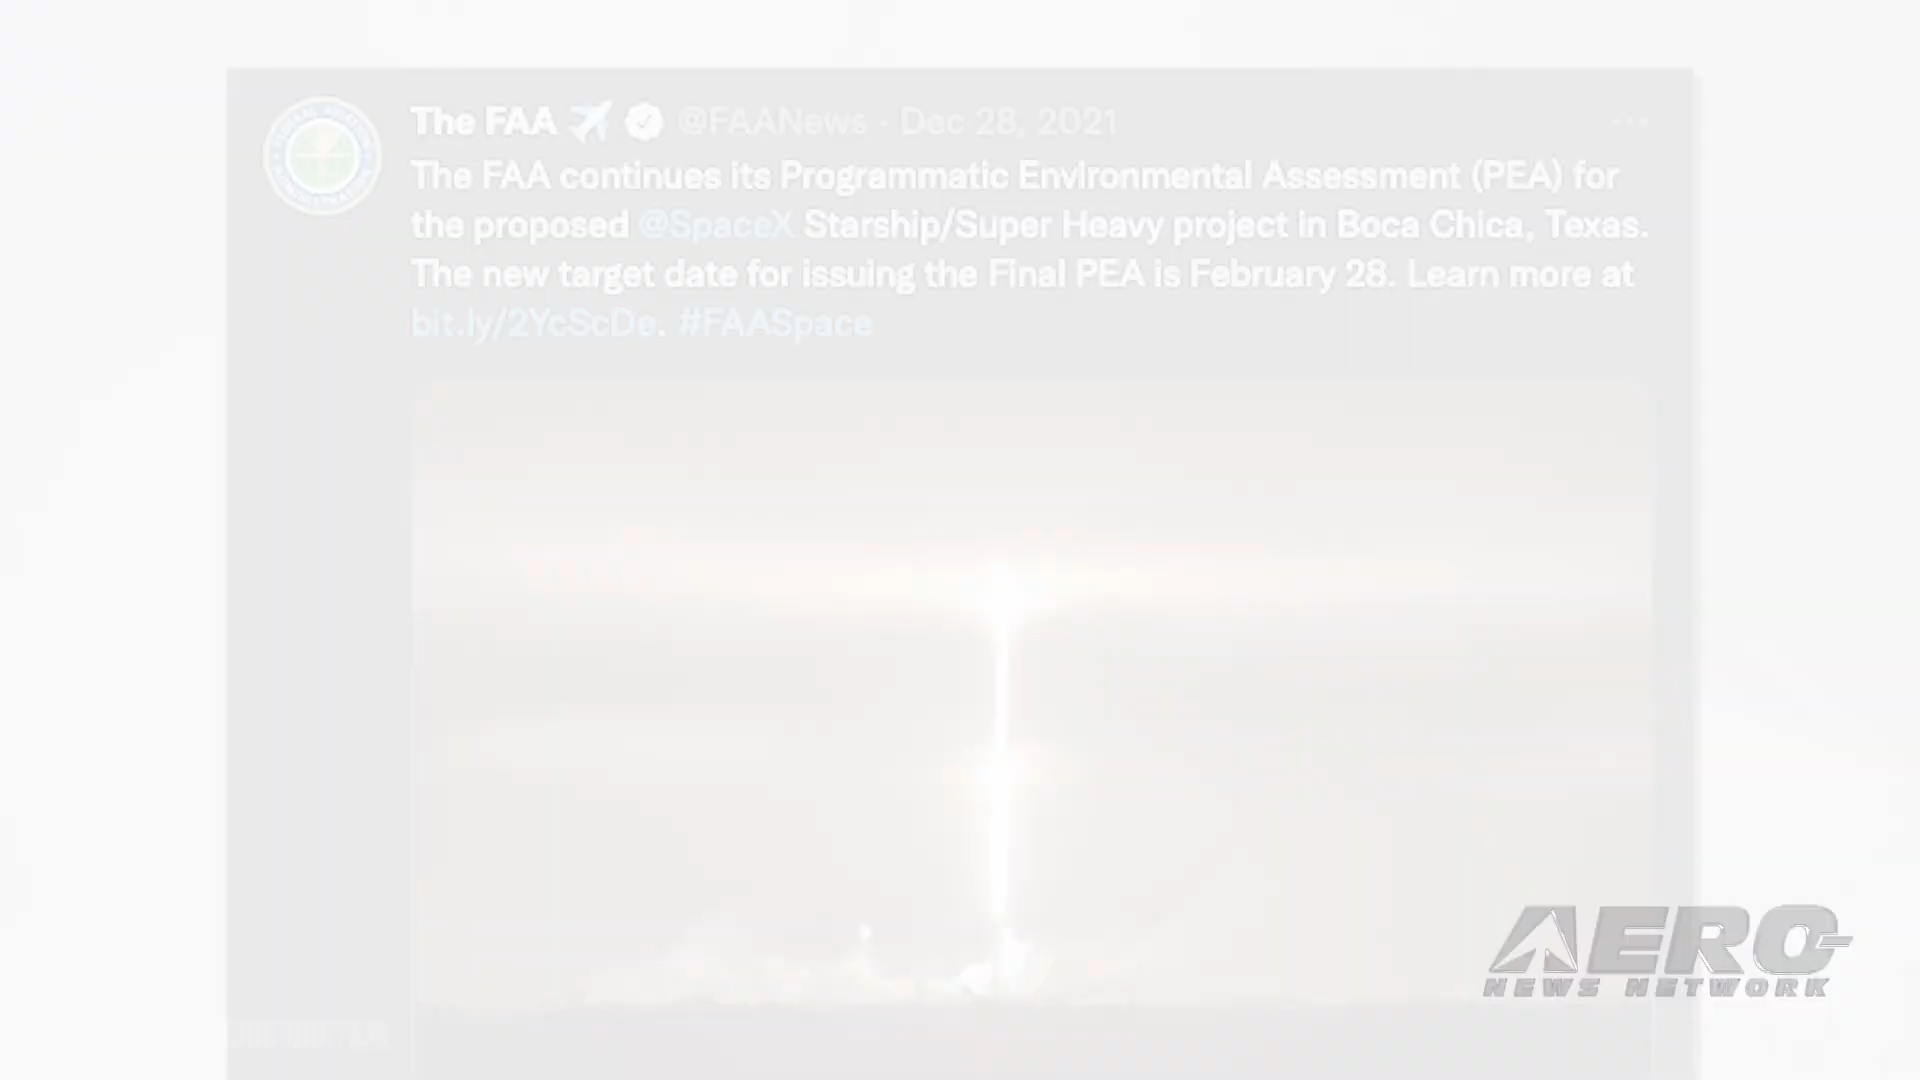 The FAA @FAANews · Dec 28, 2021
The FAA continues its Programmatic Environmental Assessment (PEA) for
the proposed @SpaceX Starship/Super Heavy project in Boca Chica, Texas.
The new target date for issuing the Final PEA is February 28. Learn more at
bit.ly/2YcScDe. #FAASpace
AERO-
NEWS NETWORK